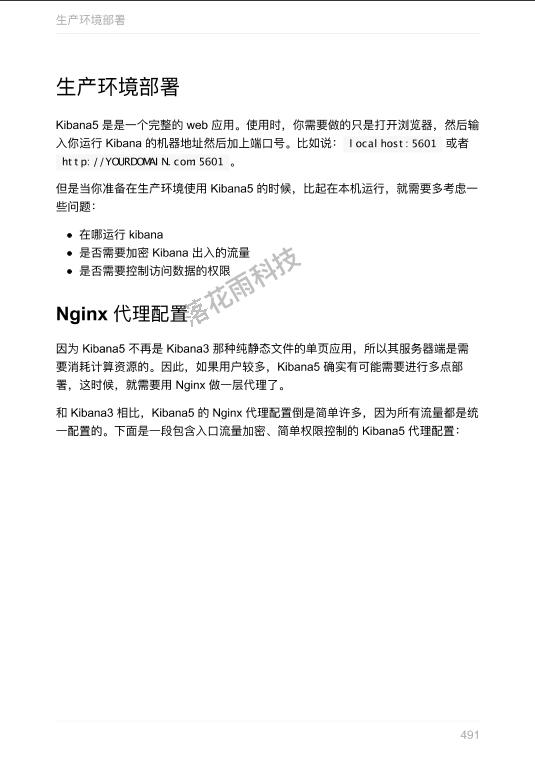 生产环境部署
生产环境部署
Kibana5 是是一个完整的 web 应用。使用时，你需要做的只是打开浏览器，然后输
入你运行 Kibana 的机器地址然后加上端口号。比如说： localhost:5601 或者
http://YOURDOMAIN.com:5601 。
但是当你准备在生产环境使用 Kibana5 的时候，比起在本机运行，就需要多考虑一
些问题：
● 在哪运行 kibana
● 是否需要加密 Kibana 出入的流量
● 是否需要控制访问数据的权限
落花雨科技
Nginx 代理配置
因为 Kibana5 不再是 Kibana3 那种纯静态文件的单页应用，所以其服务器端是需
要消耗计算资源的。因此，如果用户较多，Kibana5 确实有可能需要进行多点部
署，这时候，就需要用 Nginx 做一层代理了。
和 Kibana3 相比，Kibana5 的 Nginx 代理配置倒是简单许多，因为所有流量都是统
一配置的。下面是一段包含入口流量加密、简单权限控制的 Kibana5 代理配置：
491